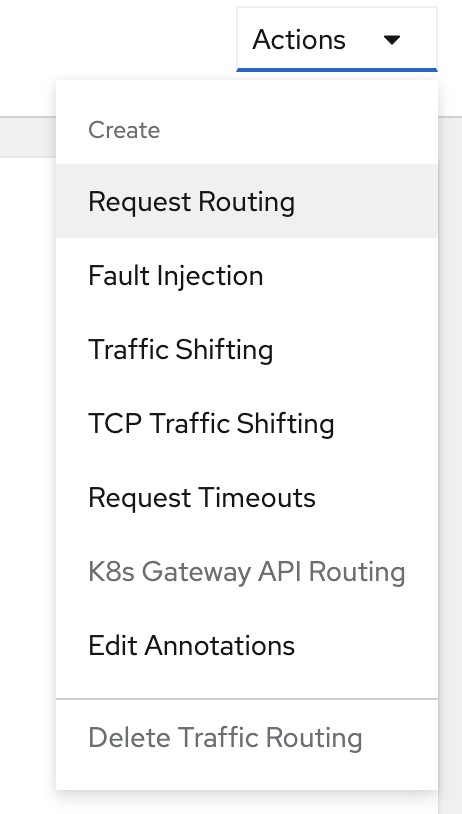 Actions
Create
Request Routing
Fault Injection
Traffic Shifting
TCP Traffic Shifting
Request Timeouts
K8s Gateway API Routing
Edit Annotations
Delete Traffic Routing